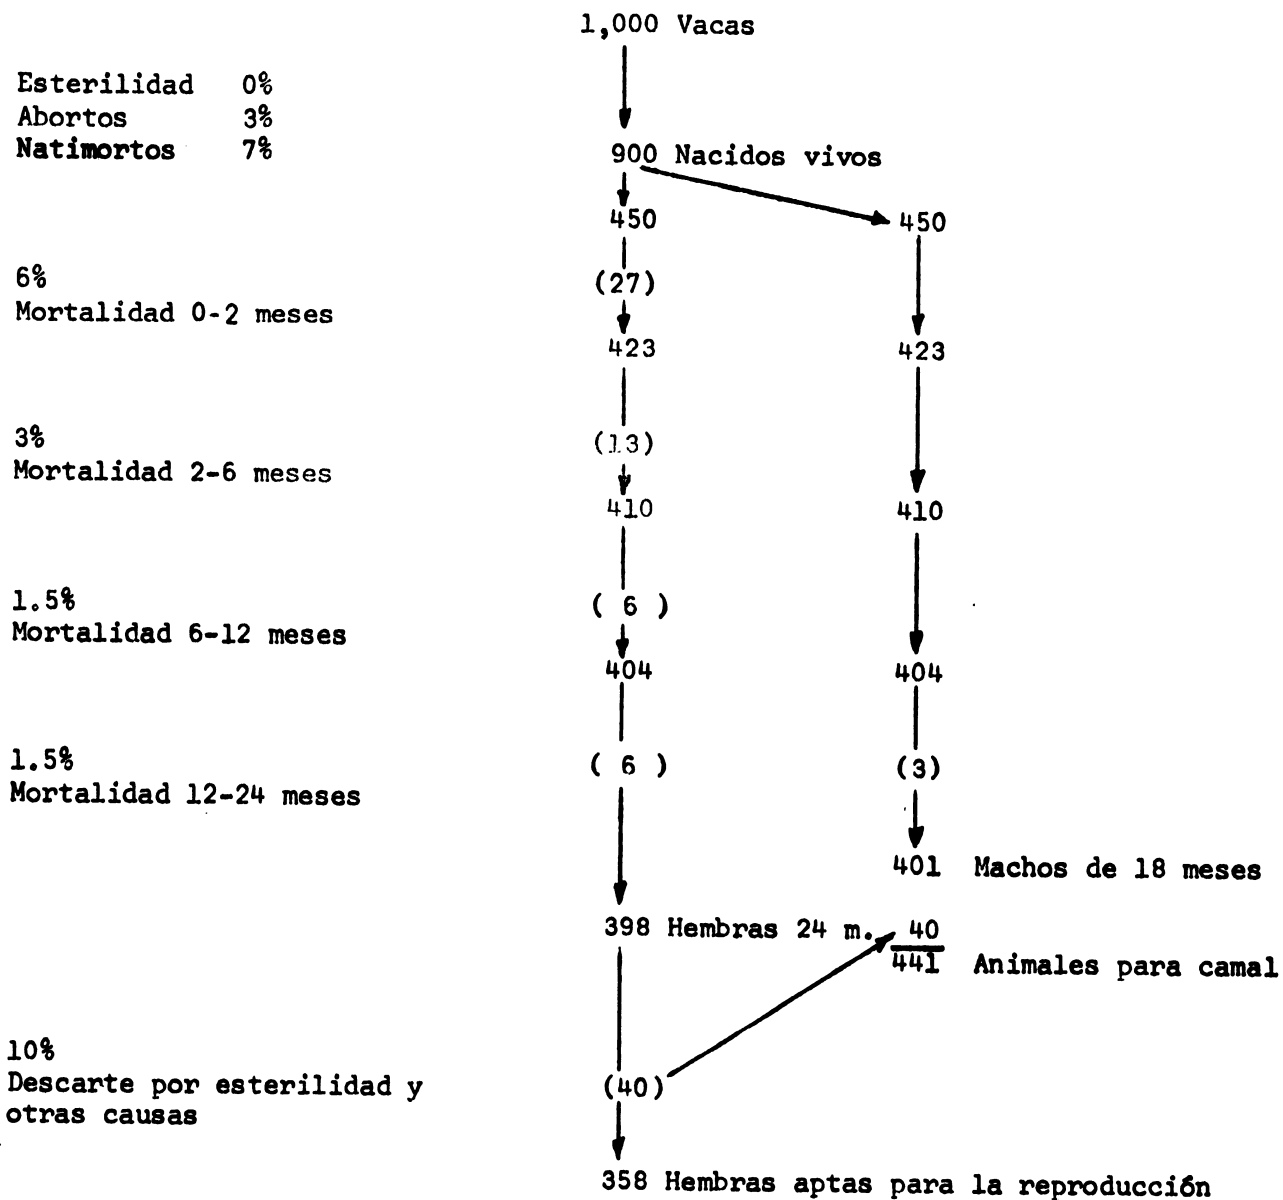 1,000 Vacas
Esterilidad 0%
Abortos 3%
Natimortos 7%
900 Nacidos vivos
450 450
6%
(27)
Mortalidad 0-2 meses
423 423
3%
(13)
Mortalidad 2-6 meses
410 410
1.5%
( 6 )
Mortalidad 6-12 meses
404 404
1.5%
( 6 ) (3)
Mortalidad 12-24 meses
401 Machos de 18 meses
398 Hembras 24 m. 40
441 Animales para camal
10%
Descarte por esterilidad y
(40)
otras causas
358 Hembras aptas para la reproducción